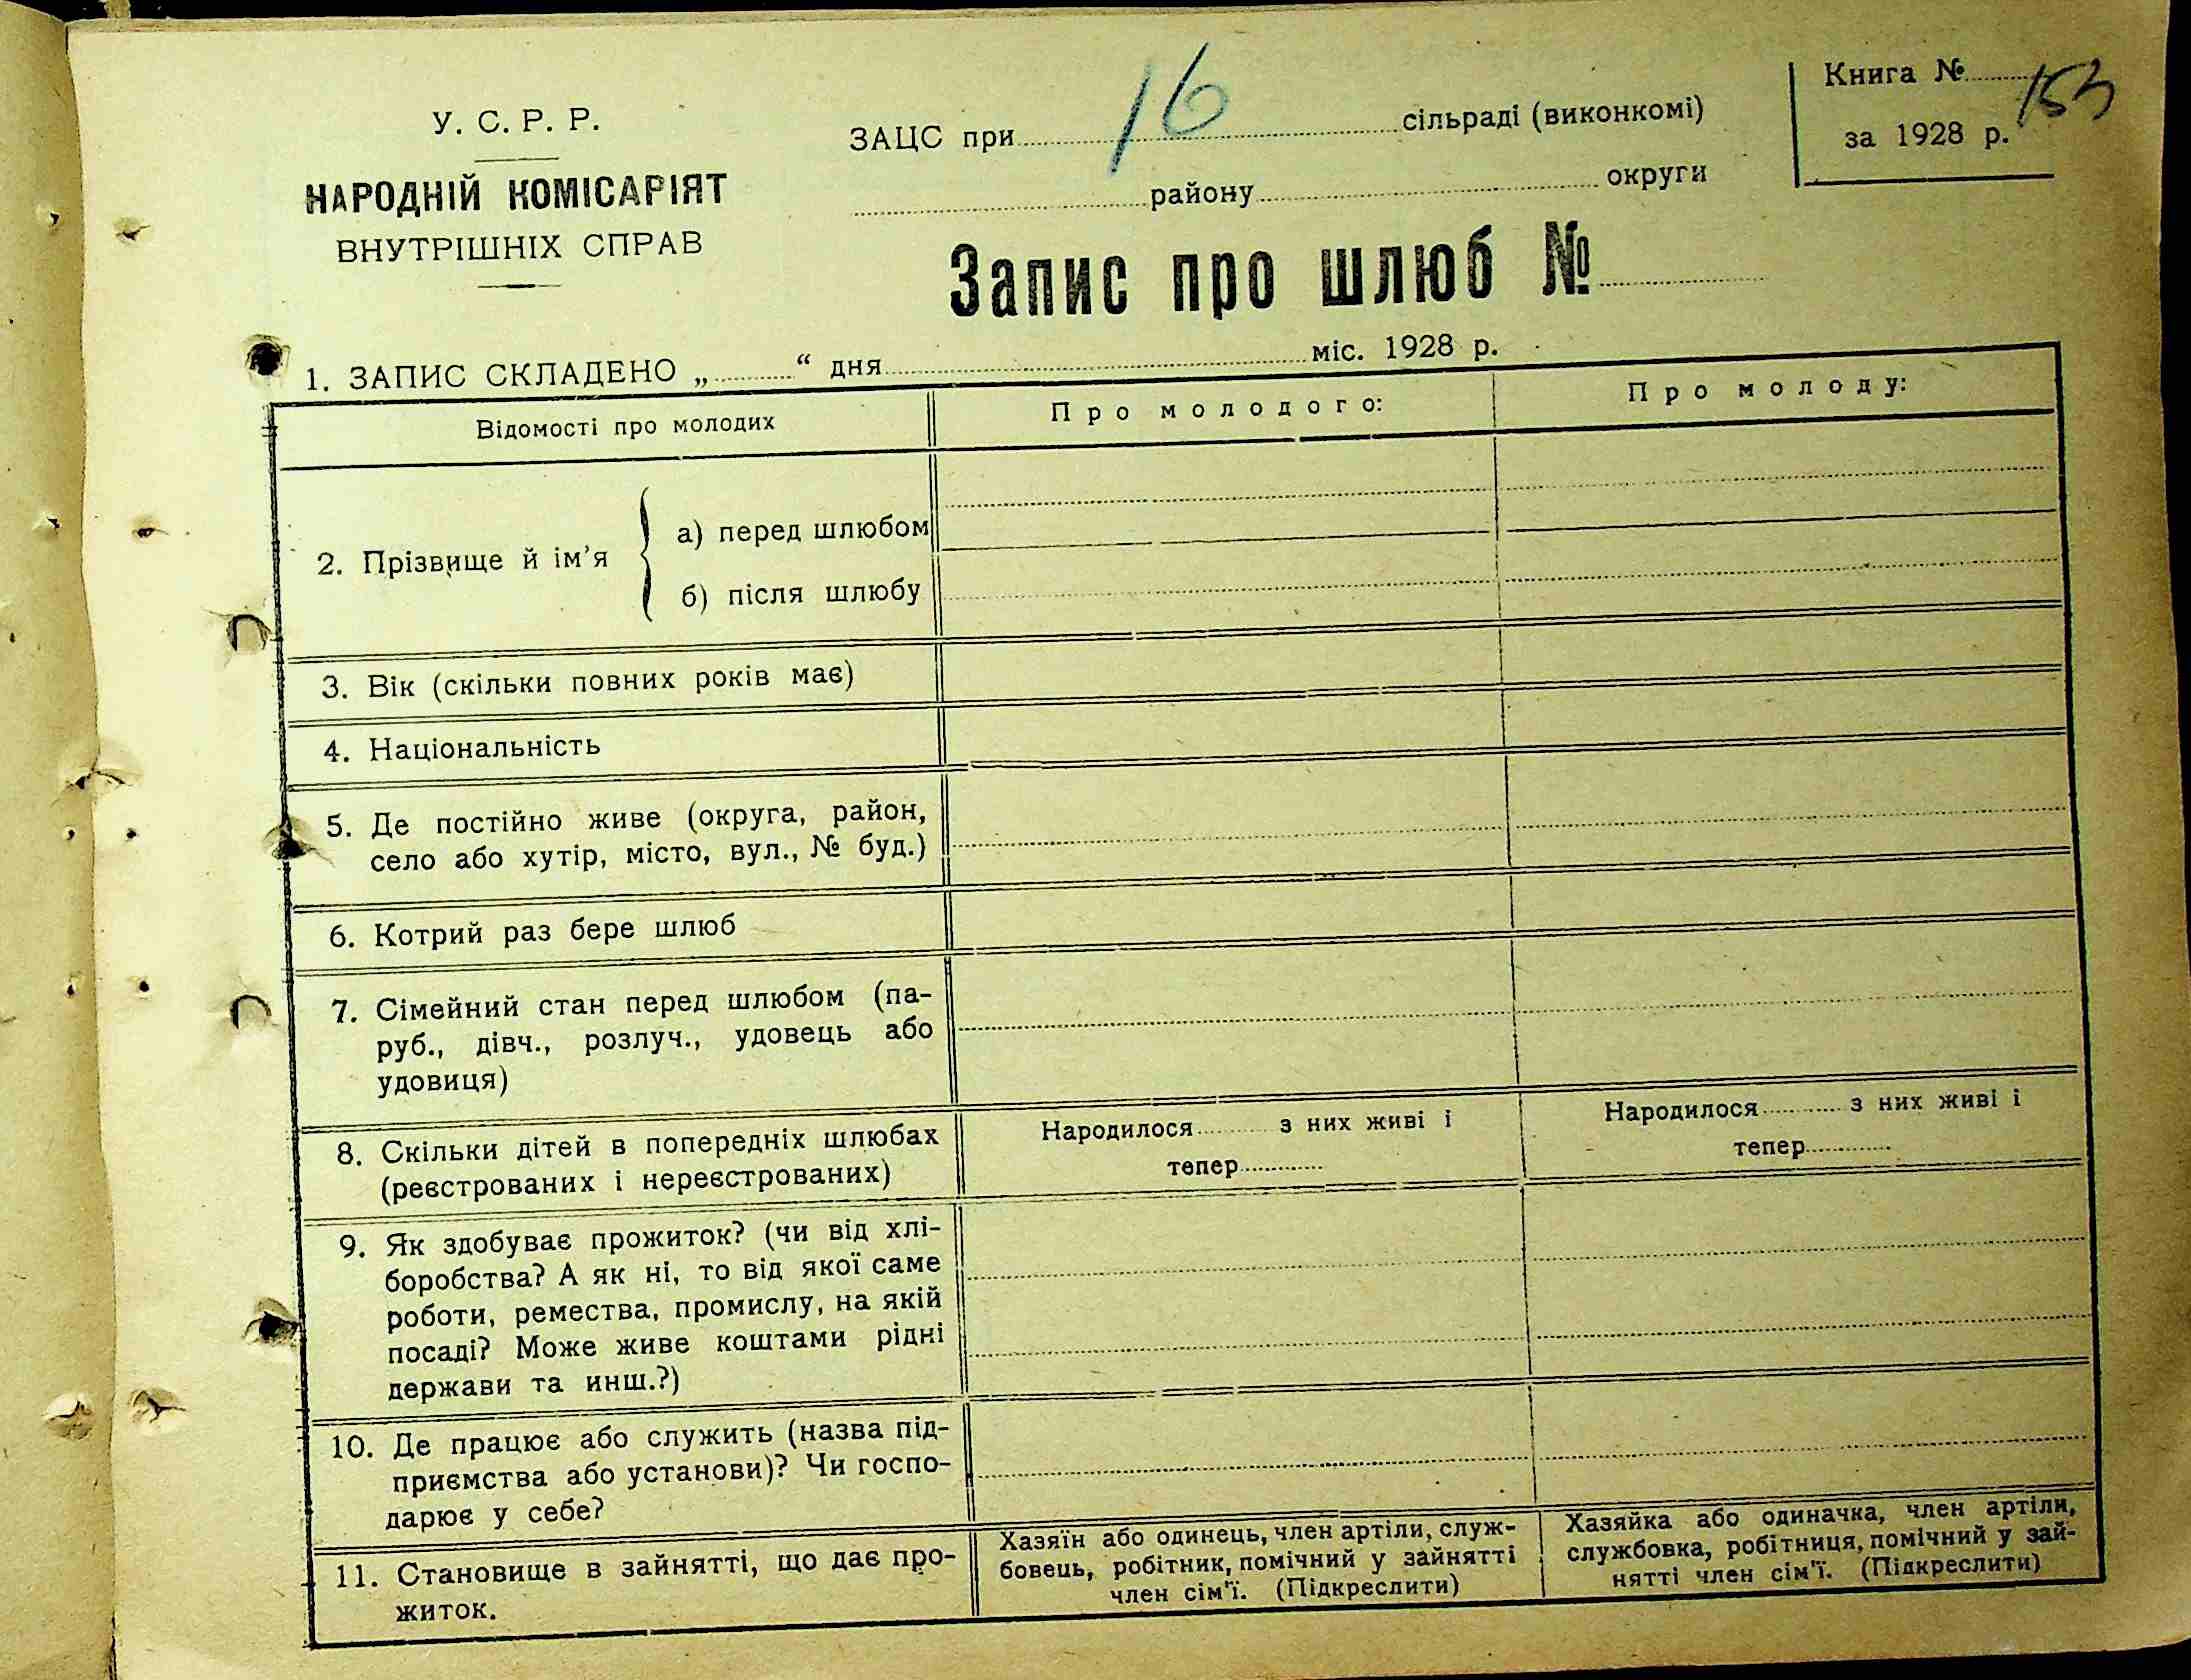 У. С. Р. Р.
НАРОДНІЙ КОМІСАРІЯТ
ВНУТРІШНІХ СПРАВ
ЗАЦС при 16 сільраді (виконкомі)
району округи
Книга №
153
за 1928 р.
Запис про шлюб №
1. ЗАПИС СКЛАДЕНО „ “ дня міс. 1928 р.
Відомості про молодих
Про молодого:
Про молоду:
2. Прізвище й ім’я
а) перед шлюбом
б) після шлюбу
3. Вік (скільки повних років має)
4. Національність
5. Де постійно живе (округа, район,
село або хутір, місто, вул., № буд.)
6. Котрий раз бере шлюб
7. Сімейний стан перед шлюбом (па-
руб., дівч., розлуч., удовець або
удовиця)
8. Скільки дітей в попередніх шлюбах
(реєстрованих і нереєстрованих)
Народилося з них живі і
тепер
Народилося з них живі і
тепер
9. Як здобуває прожиток? (чи від хлі-
боробства? А як ні, то від якої саме
роботи, ремества, промислу, на якій
посаді? Може живе коштами рідні
держави та инш.?)
10. Де працює або служить (назва під-
приємства або установи)? Чи госпо-
дарює у себе?
11. Становище в зайнятті, що дає про-
житок.
Хазяїн або одинець, член артіли, служ-
бовець, робітник, помічний у зайнятті
член сім'ї. (Підкреслити)
Хазяйка або одиначка, член артіли,
службовка, робітниця, помічний у зай-
нятті член сім'ї. (Підкреслити)